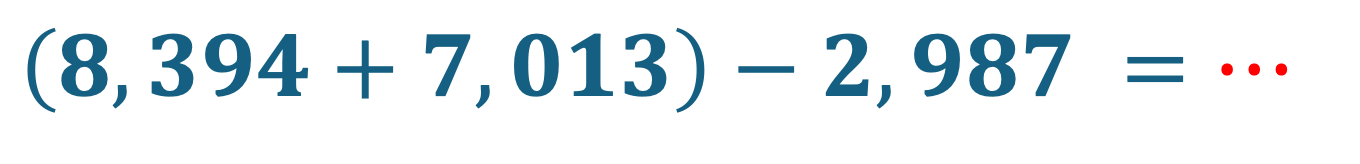 (8,394 + 7,013) − 2,987 = ⋯